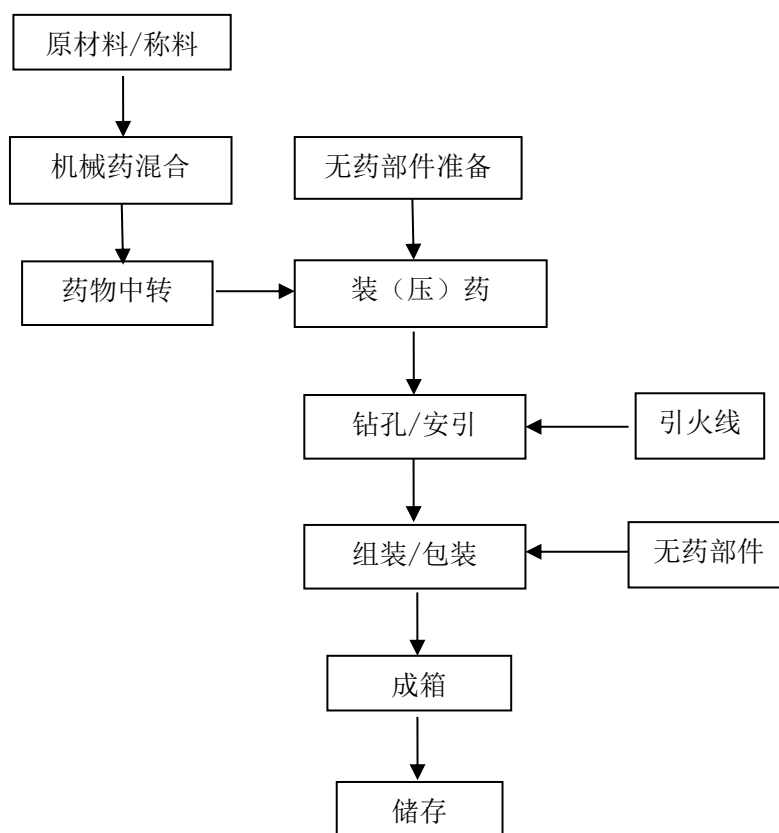 原材料/称料
机械药混合
无药部件准备
药物中转
装（压）药
钻孔/安引
引火线
组装/包装
无药部件
成箱
储存